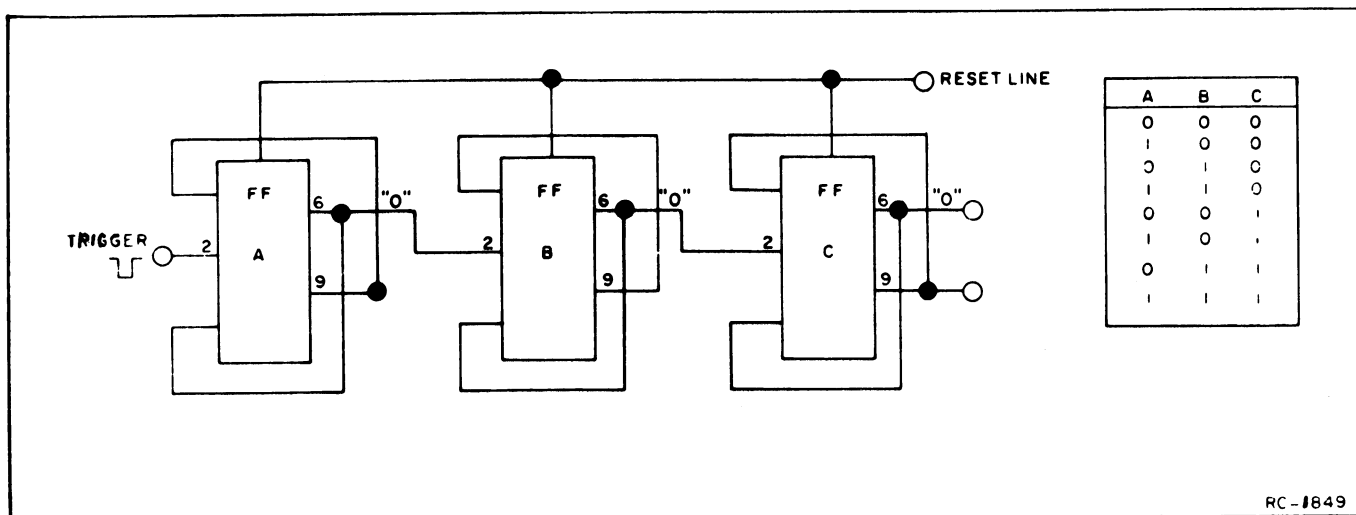 RESET LINE
FF
A
6
"0"
9
TRIGGER
2
FF
B
6
"0"
9
2
FF
C
6
"0"
9
2
A B C
0 0 0
1 0 0
0 1 0
1 1 0
0 0 1
1 0 1
0 1 1
1 1 1
RC-1849